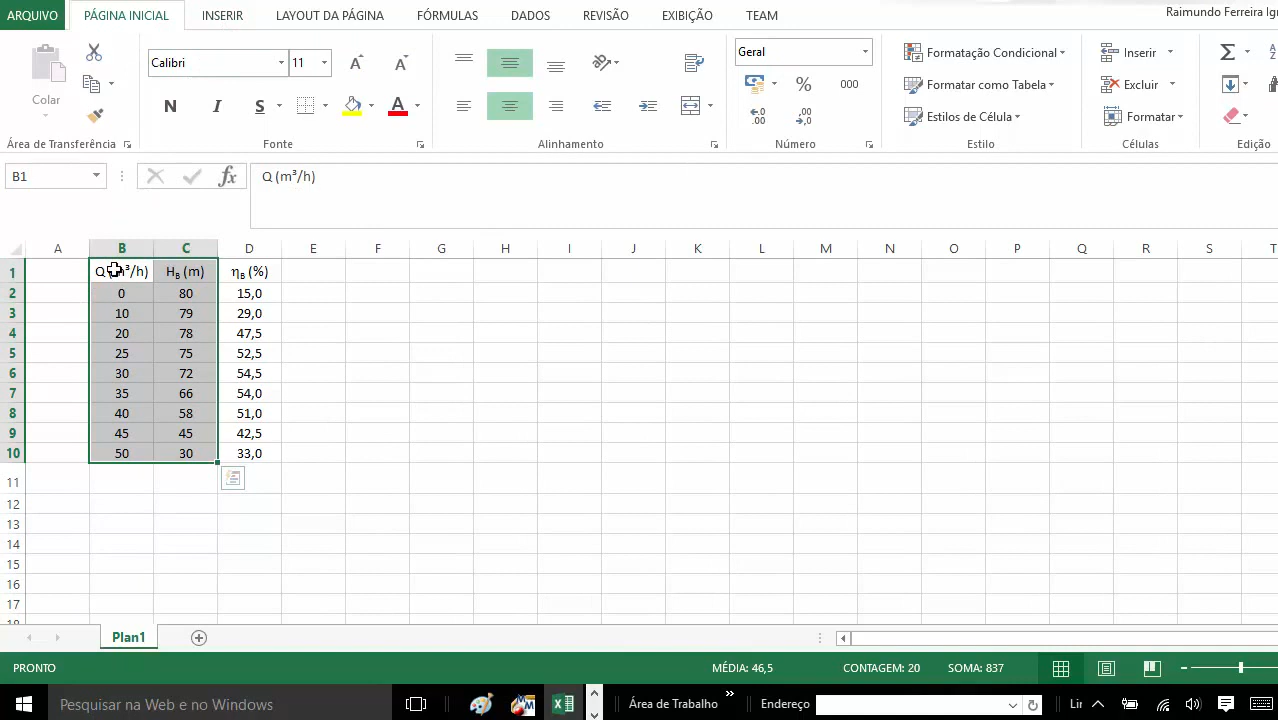 ARQUIVO PÁGINA INICIAL INSERIR LAYOUT DA PÁGINA FÓRMULAS DADOS REVISÃO EXIBIÇÃO TEAM
Raimundo Ferreira Ign
Colar
Calibri 11
N I S A
Geral
% 000
Formatação Condicional
Formatar como Tabela
Estilos de Célula
Inserir
Excluir
Formatar
Área de Transferência Fonte Alinhamento Número Estilo Células Edição
B1 fx Q (m³/h)
A B C D E F G H I J K L M N O P Q R S T
1 Q (m³/h) HB (m) ηB (%)
2 0 80 15,0
3 10 79 29,0
4 20 78 47,5
5 25 75 52,5
6 30 72 54,5
7 35 66 54,0
8 40 58 51,0
9 45 45 42,5
10 50 30 33,0
11
12
13
14
15
16
17
18
Plan1
PRONTO MÉDIA: 46,5 CONTAGEM: 20 SOMA: 837
Pesquisar na Web e no Windows Área de Trabalho Endereço